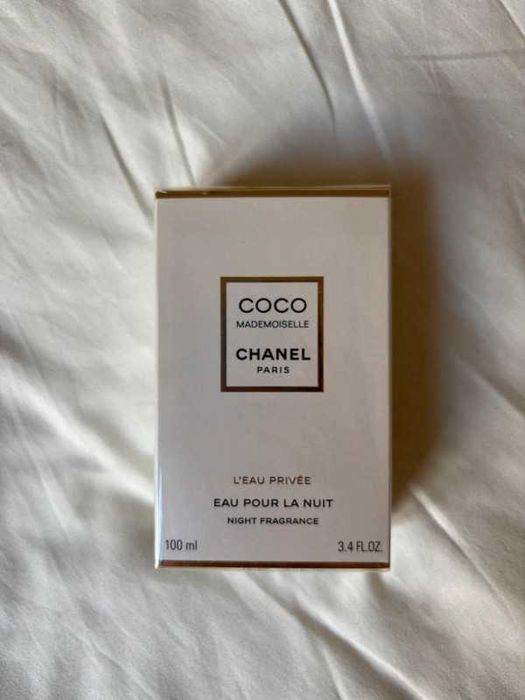 COCO
MADEMOISELLE
CHANEL
PARIS
L'EAU PRIVÉE
EAU POUR LA NUIT
NIGHT FRAGRANCE
100 ml 3.4 FL.OZ.